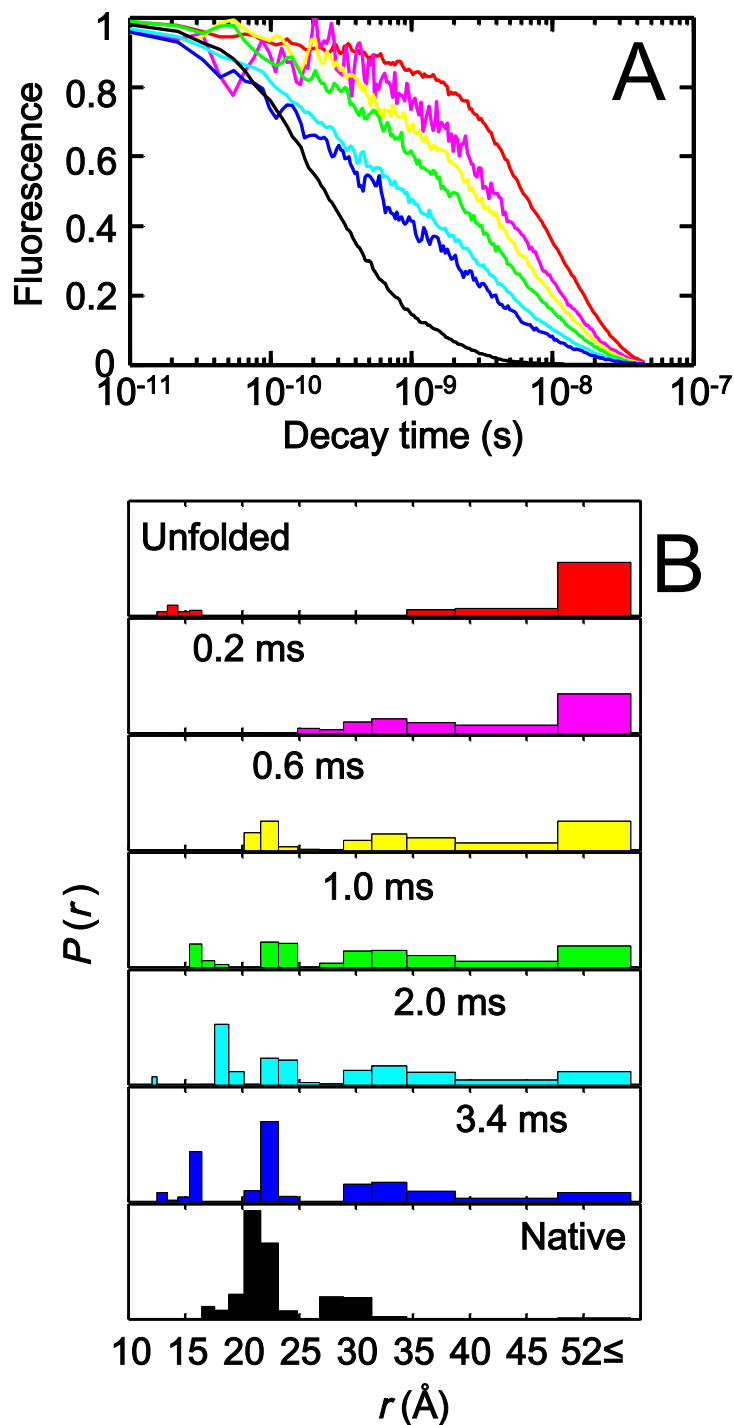 A
Fluorescence
1
0.8
0.6
0.4
0.2
0
10-11 10-10 10-9 10-8 10-7
Decay time (s)
B
Unfolded
0.2 ms
0.6 ms
1.0 ms
2.0 ms
3.4 ms
Native
P(r)
10 15 20 25 30 35 40 45 52≤
r (Å)